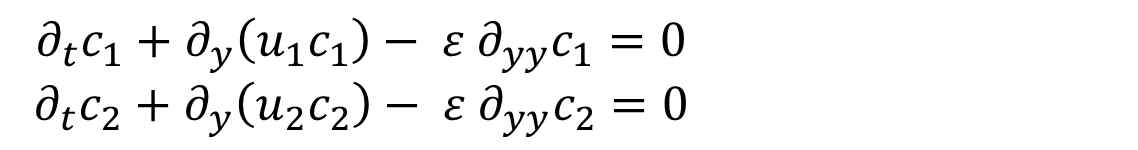 ∂ₜc₁ + ∂ᵧ(u₁c₁) − ε ∂ᵧᵧc₁ = 0
∂ₜc₂ + ∂ᵧ(u₂c₂) − ε ∂ᵧᵧc₂ = 0